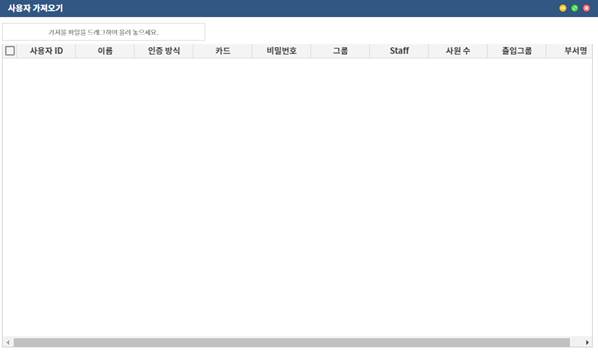 사용자 가져오기
가져올 파일을 드래그하여 올려 놓으세요.
사용자 ID 이름 인증 방식 카드 비밀번호 그룹 Staff 사원 수 출입그룹 부서명